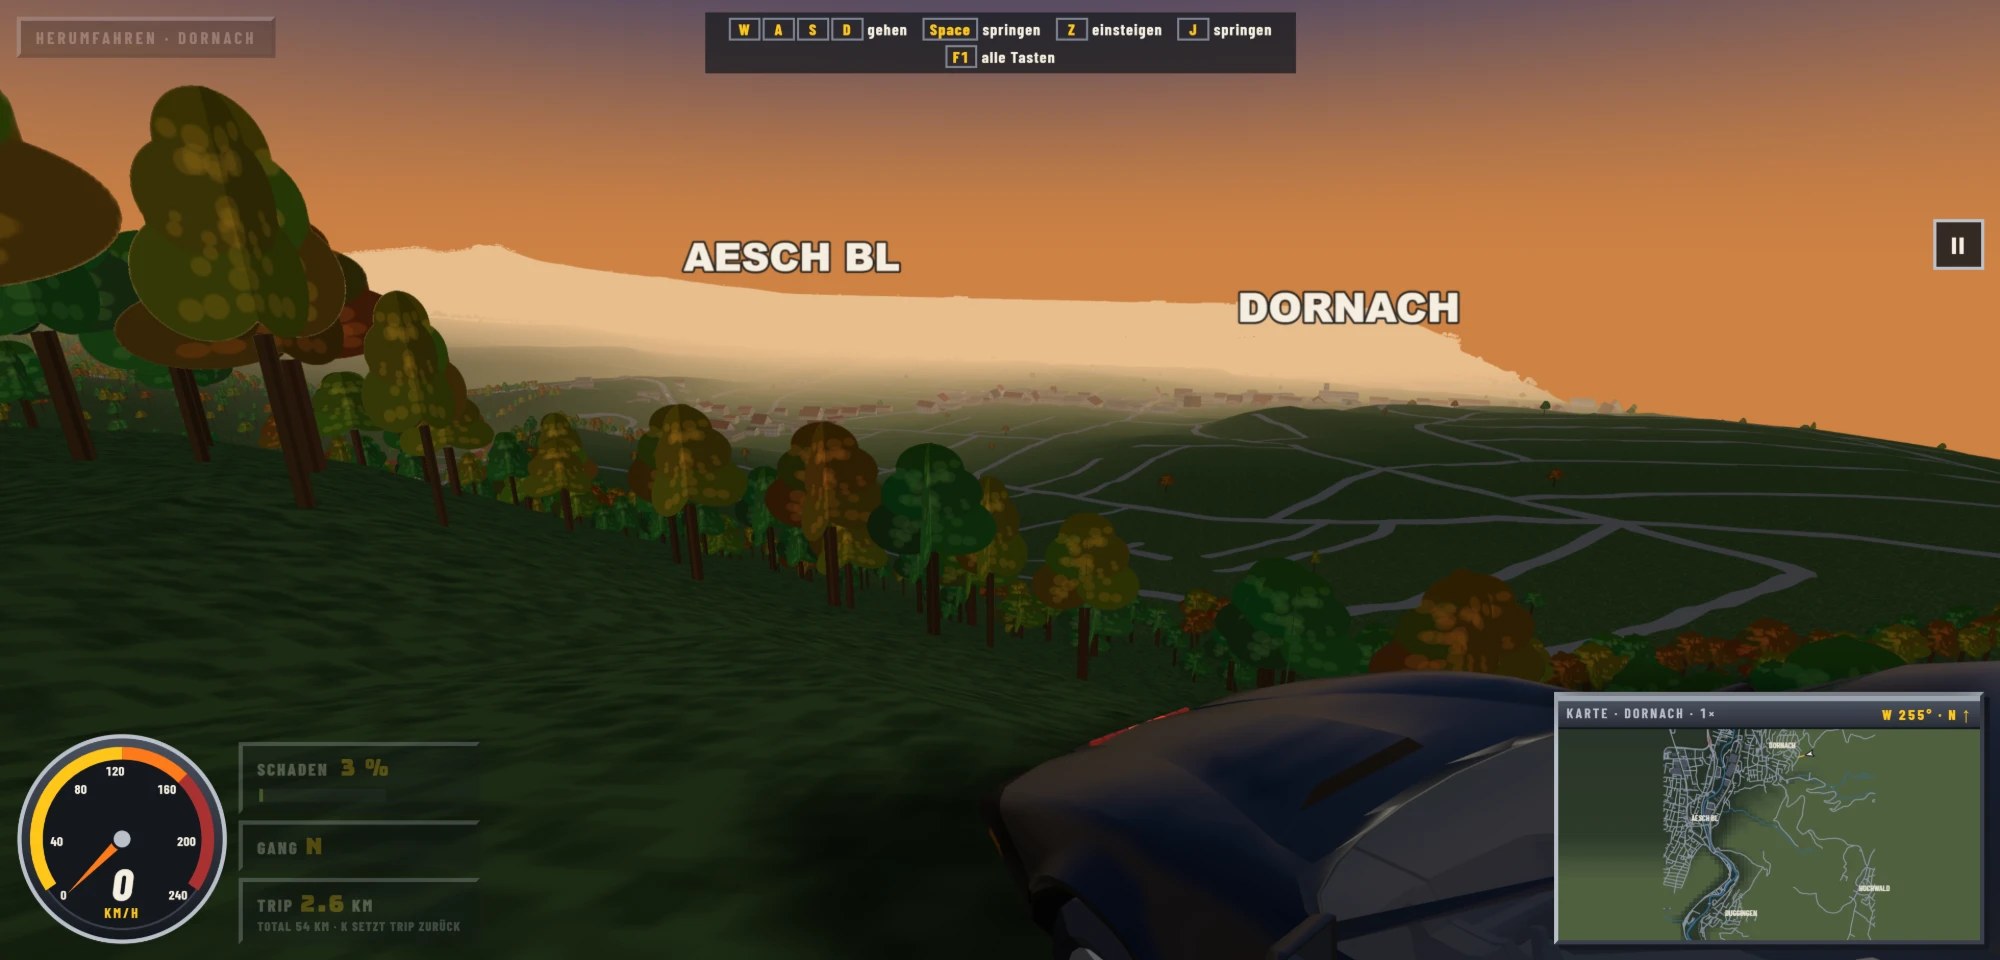 HERUMFAHREN · DORNACH
W A S D gehen Space springen Z einsteigen J springen
F1 alle Tasten
AESCH BL
DORNACH
KARTE · DORNACH · 1×
W 255° · N ↑
DORNACH
AESCH BL
HOCHWALD
DUGGINGEN
0
40
80
120
160
200
240
0
KM/H
SCHADEN 3 %
GANG N
TRIP 2.6 KM
TOTAL 54 KM · K SETZT TRIP ZURÜCK